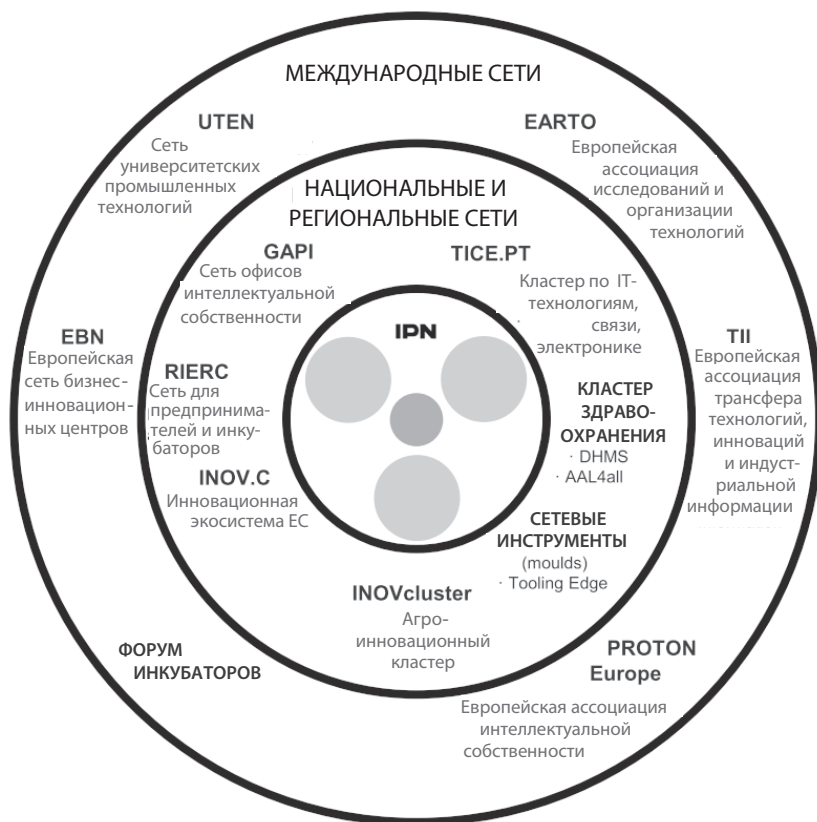 МЕЖДУНАРОДНЫЕ СЕТИ
UTEN
Сеть
университетских
промышленных
технологий
EARTO
Европейская
ассоциация
исследований и
организации
технологий
НАЦИОНАЛЬНЫЕ И
РЕГИОНАЛЬНЫЕ СЕТИ
GAPI
Сеть офисов
интеллектуальной
собственности
TICE.PT
Кластер по IT-
технологиям,
связи,
электронике
IPN
EBN
Европейская
сеть бизнес-
инновацион-
ных центров
RIERC
Сеть для
предпринима-
телей и инку-
баторов
INOV.C
Инновационная
экосистема ЕС
КЛАСТЕР
ЗДРАВО-
ОХРАНЕНИЯ
· DHMS
· AAL4all
TII
Европейская
ассоциация
трансфера
технологий,
инноваций
и индуст-
риальной
информации
СЕТЕВЫЕ
ИНСТРУМЕНТЫ
(moulds)
· Tooling Edge
INOVcluster
Агро-
инновационный
кластер
ФОРУМ
ИНКУБАТОРОВ
PROTON
Europe
Европейская ассоциация
интеллектуальной
собственности